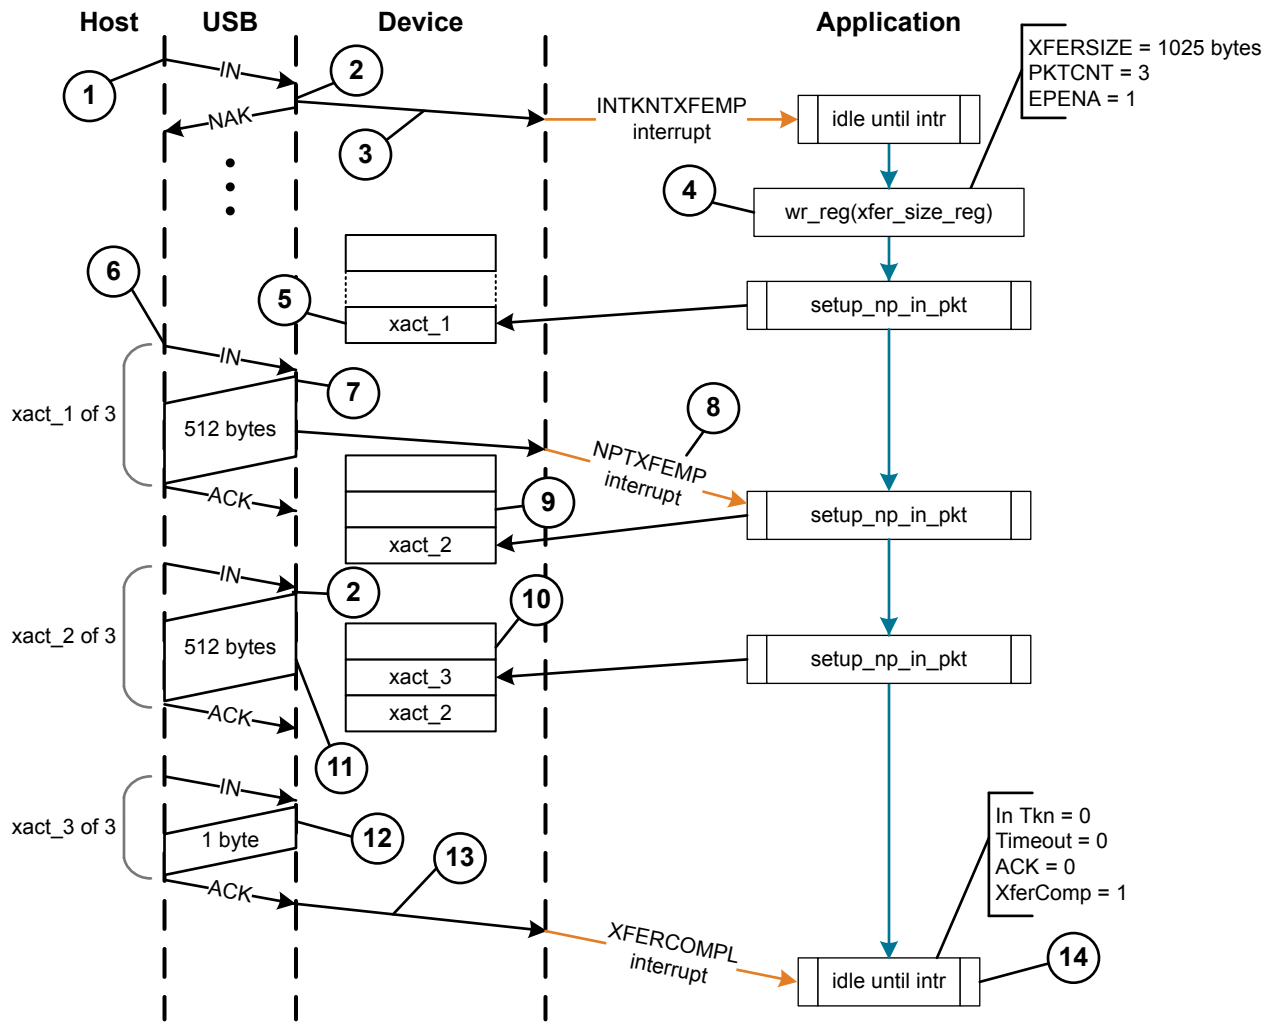 Host
USB
Device
Application
XFERSIZE = 1025 bytes
PKTCNT = 3
EPENA = 1
1
IN
2
NAK
3
INTKNTXFEMP
interrupt
idle until intr
4
wr_reg(xfer_size_reg)
6
5
xact_1
setup_np_in_pkt
IN
7
xact_1 of 3
512 bytes
8
NPTXFEMP
interrupt
ACK
9
xact_2
setup_np_in_pkt
IN
2
10
xact_2 of 3
512 bytes
xact_3
xact_2
setup_np_in_pkt
ACK
11
IN
xact_3 of 3
1 byte
12
13
In Tkn = 0
Timeout = 0
ACK = 0
XferComp = 1
ACK
XFERCOMPL
interrupt
idle until intr
14